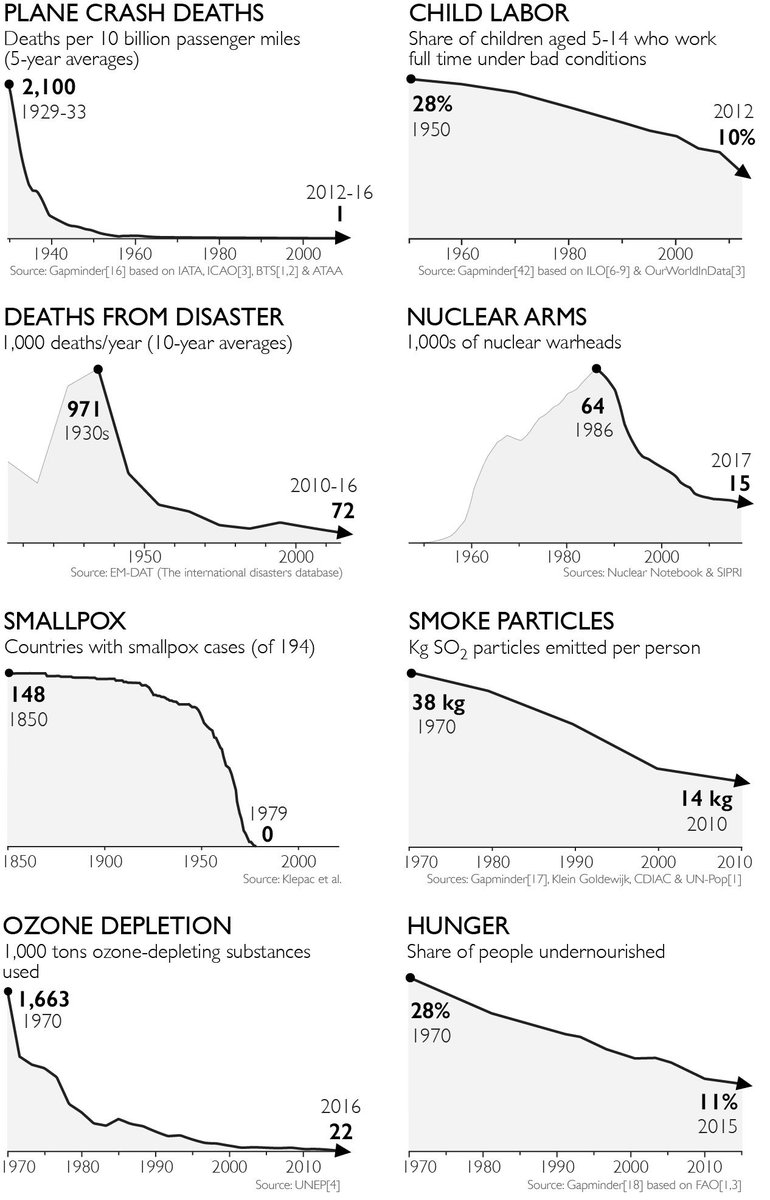 PLANE CRASH DEATHS
Deaths per 10 billion passenger miles
(5-year averages)
2,100
1929-33
2012-16
1
1940
1960
1980
2000
Source: Gapminder[16] based on IATA, ICAO[3], BTS[1,2] & ATAA
CHILD LABOR
Share of children aged 5-14 who work
full time under bad conditions
28%
1950
2012
10%
1960
1980
2000
Source: Gapminder[42] based on ILO[6-9] & OurWorldInData[3]
DEATHS FROM DISASTER
1,000 deaths/year (10-year averages)
971
1930s
2010-16
72
1950
2000
Source: EM-DAT (The international disasters database)
NUCLEAR ARMS
1,000s of nuclear warheads
64
1986
2017
15
1960
1980
2000
Sources: Nuclear Notebook & SIPRI
SMALLPOX
Countries with smallpox cases (of 194)
148
1850
1979
0
1850
1900
1950
2000
Source: Klepac et al.
SMOKE PARTICLES
Kg SO₂ particles emitted per person
38 kg
1970
14 kg
2010
1970
1980
1990
2000
2010
Sources: Gapminder[17], Klein Goldewijk, CDIAC & UN-Pop[1]
OZONE DEPLETION
1,000 tons ozone-depleting substances
used
1,663
1970
2016
22
1970
1980
1990
2000
2010
Source: UNEP[4]
HUNGER
Share of people undernourished
28%
1970
11%
2015
1970
1980
1990
2000
2010
Source: Gapminder[18] based on FAO[1,3]